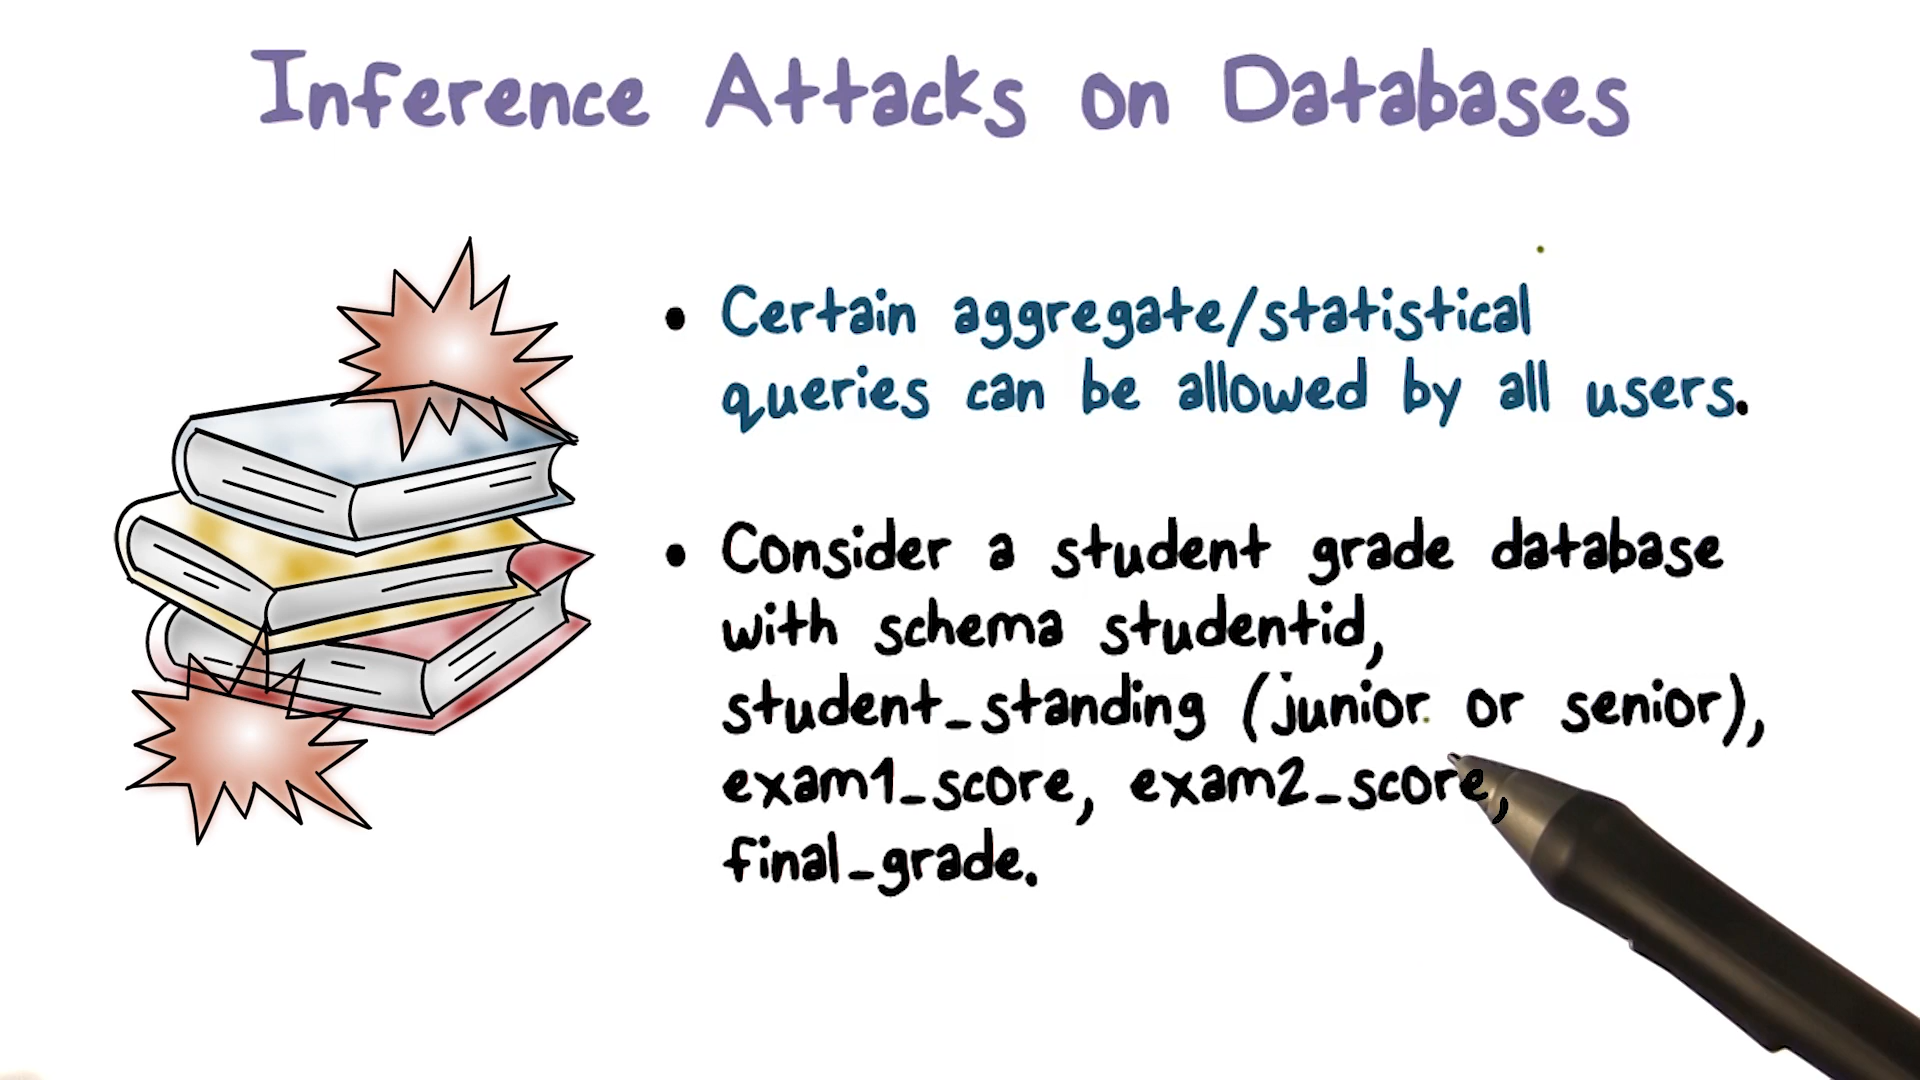 Inference Attacks on Databases
• Certain aggregate/statistical
queries can be allowed by all users.
• Consider a student grade database
with schema studentid,
student_standing (junior or senior),
exam1_score, exam2_score,
final_grade.